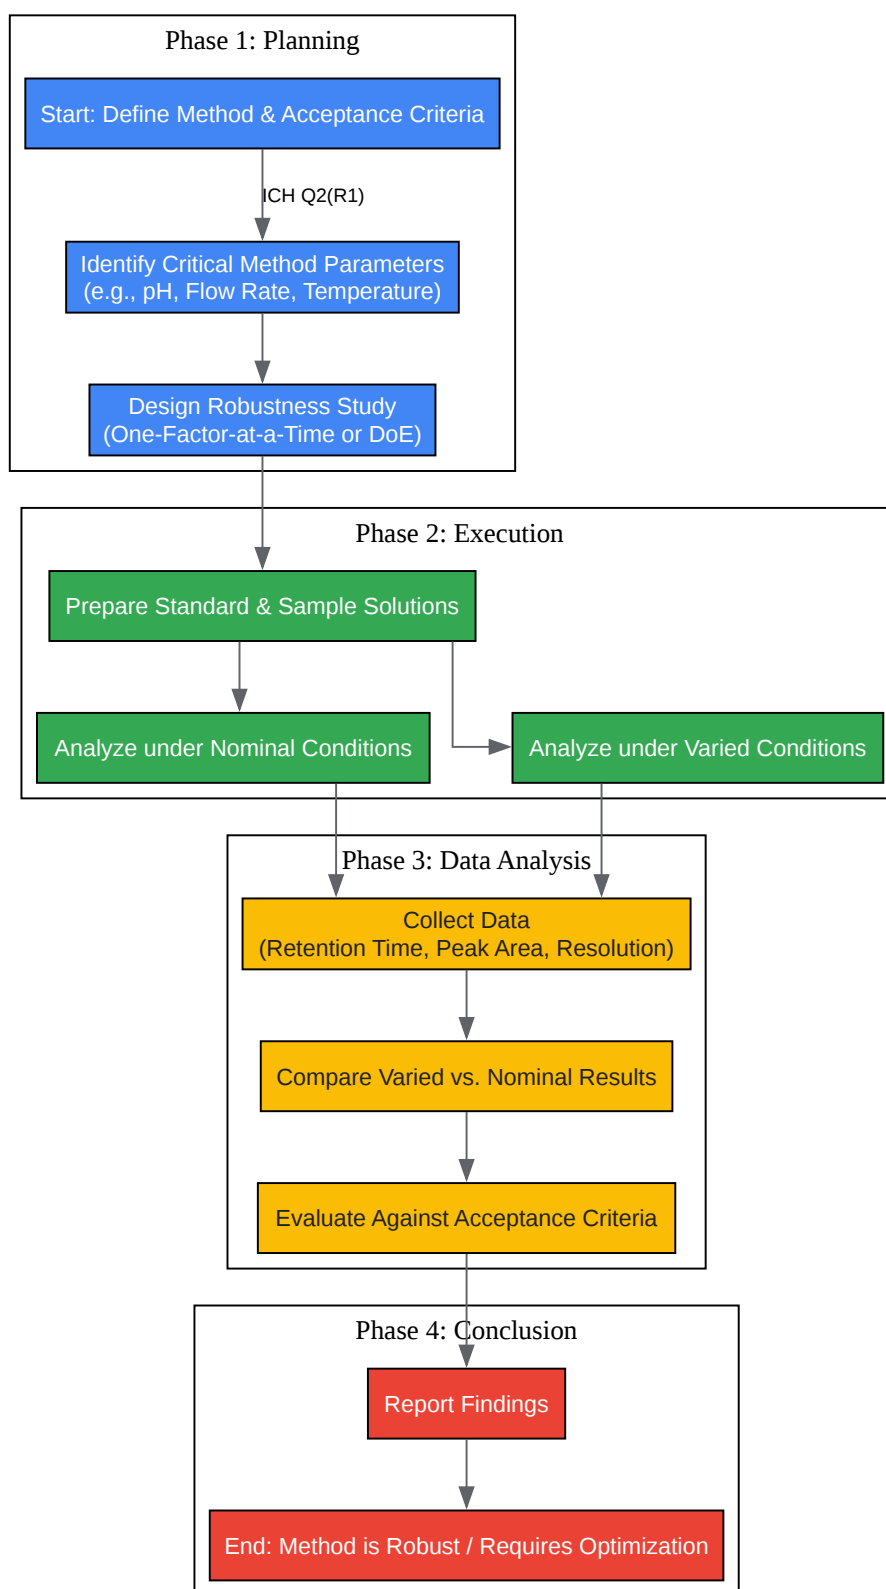 Phase 1: Planning
Start: Define Method & Acceptance Criteria
ICH Q2(R1)
Identify Critical Method Parameters
(e.g., pH, Flow Rate, Temperature)
Design Robustness Study
(One-Factor-at-a-Time or DoE)
Phase 2: Execution
Prepare Standard & Sample Solutions
Analyze under Nominal Conditions
Analyze under Varied Conditions
Phase 3: Data Analysis
Collect Data
(Retention Time, Peak Area, Resolution)
Compare Varied vs. Nominal Results
Evaluate Against Acceptance Criteria
Phase 4: Conclusion
Report Findings
End: Method is Robust / Requires Optimization